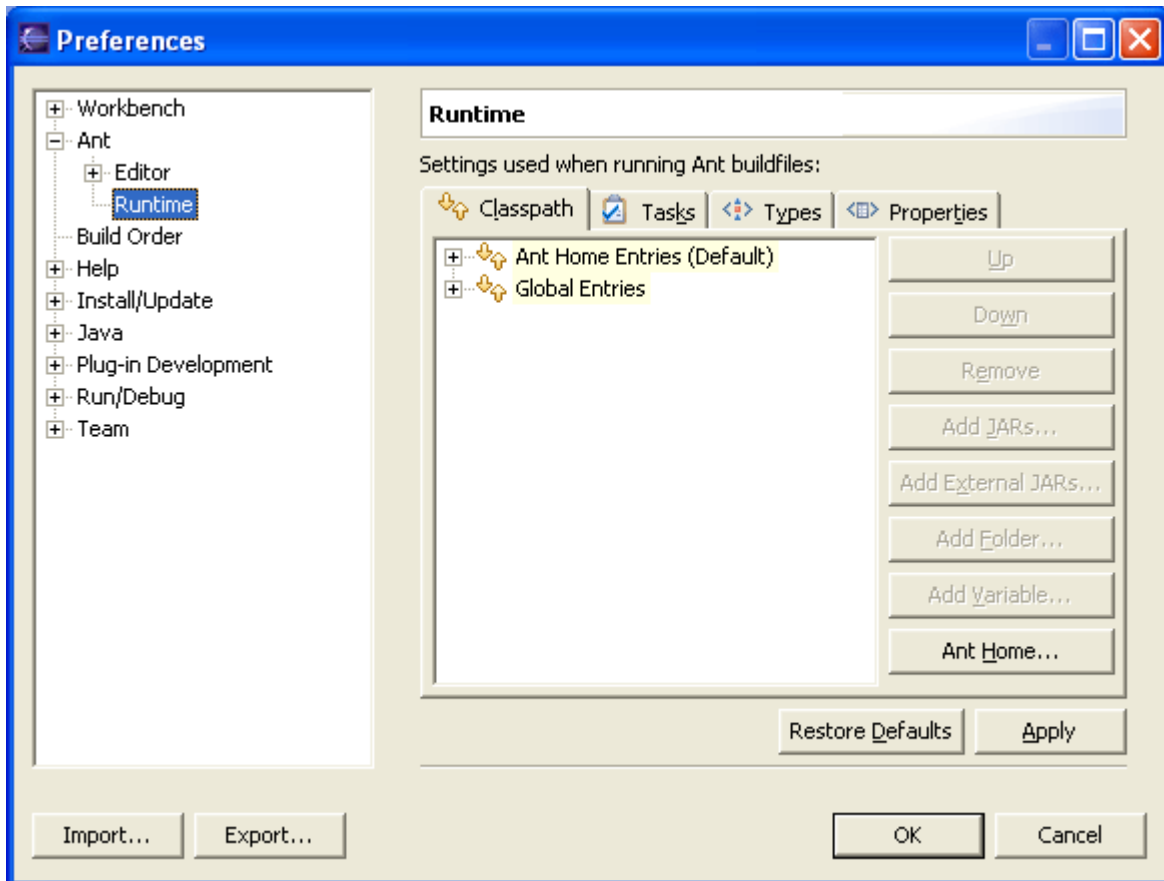 Preferences
Workbench
Ant
Editor
Runtime
Build Order
Help
Install/Update
Java
Plug-in Development
Run/Debug
Team
Runtime
Settings used when running Ant buildfiles:
Classpath Tasks Types Properties
Ant Home Entries (Default)
Global Entries
Up
Down
Remove
Add JARs...
Add External JARs...
Add Folder...
Add Variable...
Ant Home...
Restore Defaults Apply
Import... Export... OK Cancel